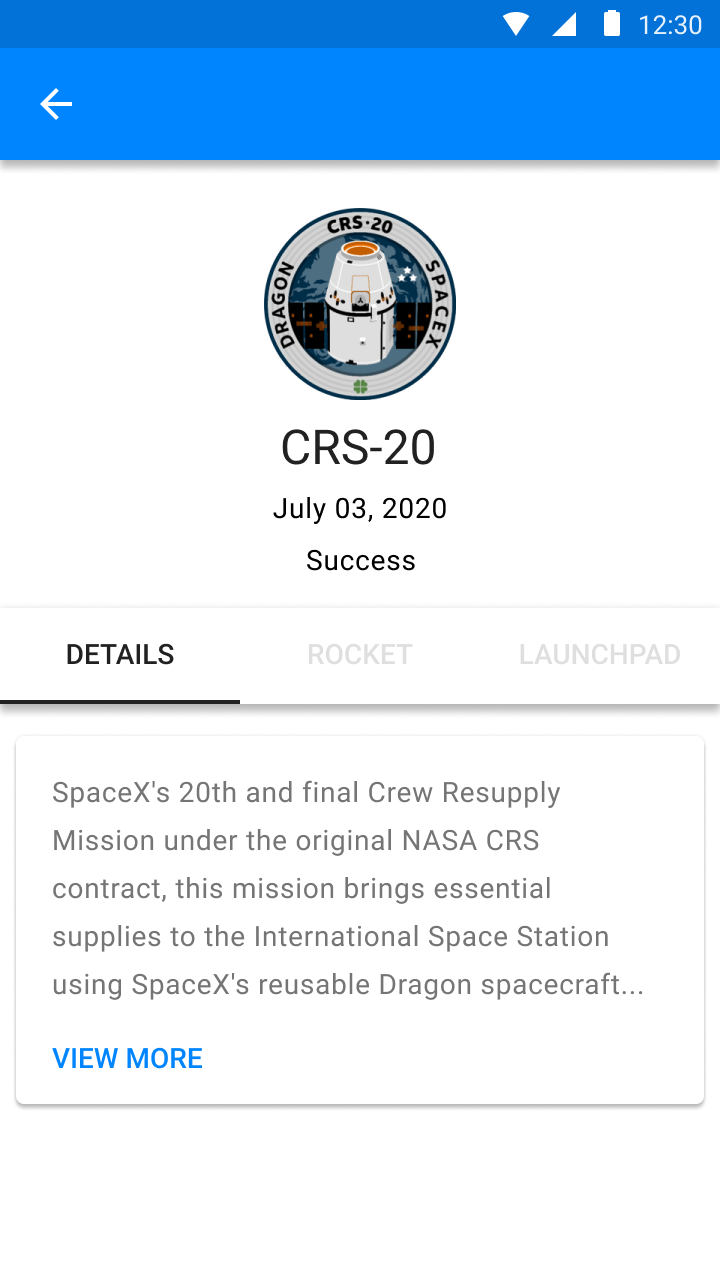 12:30
CRS·20
DRAGON
SPACEX
CRS-20
July 03, 2020
Success
DETAILS ROCKET LAUNCHPAD
SpaceX's 20th and final Crew Resupply
Mission under the original NASA CRS
contract, this mission brings essential
supplies to the International Space Station
using SpaceX's reusable Dragon spacecraft...
VIEW MORE